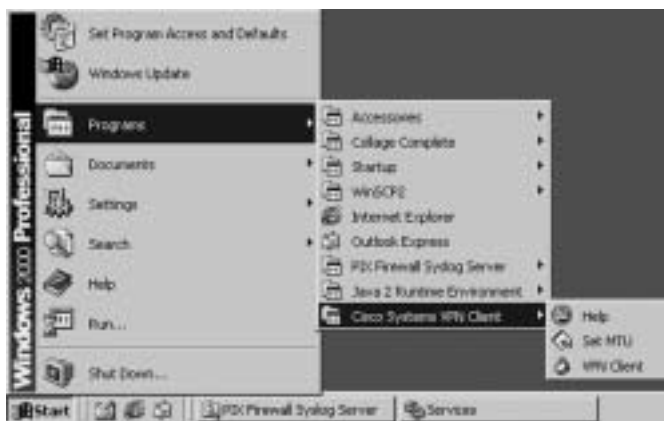 Windows 2000 Professional
Set Program Access and Defaults
Windows Update
Programs
Documents
Settings
Search
Help
Run...
Shut Down...
Accessories
Collage Complete
Startup
WinSCP2
Internet Explorer
Outlook Express
PIX Firewall Syslog Server
Java 2 Runtime Environment
Cisco Systems VPN Client
Help
Set MTU
VPN Client
Start
PIX Firewall Syslog Server
Services